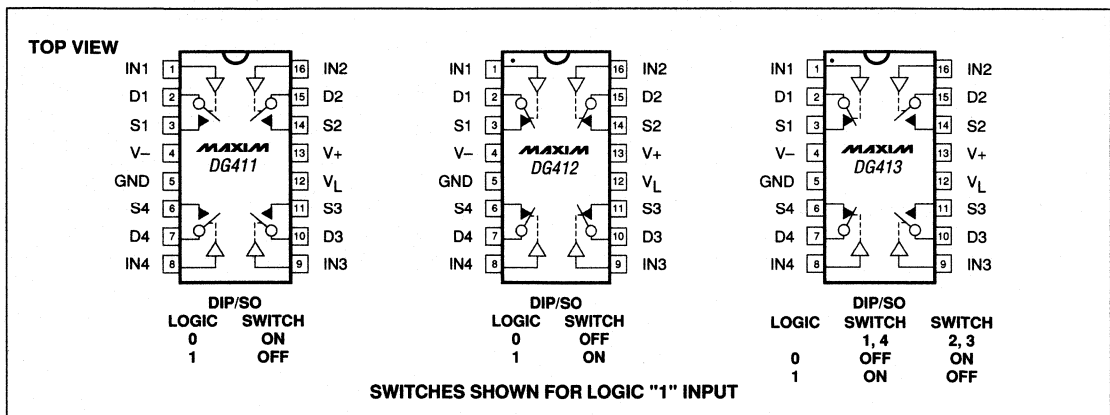 TOP VIEW
IN1 1 16 IN2
D1 2 15 D2
S1 3 14 S2
V– 4 13 V+
GND 5 12 VL
S4 6 11 S3
D4 7 10 D3
IN4 8 9 IN3
MAXIM
DG411
DIP/SO
LOGIC SWITCH
0 ON
1 OFF
IN1 1 16 IN2
D1 2 15 D2
S1 3 14 S2
V– 4 13 V+
GND 5 12 VL
S4 6 11 S3
D4 7 10 D3
IN4 8 9 IN3
MAXIM
DG412
DIP/SO
LOGIC SWITCH
0 OFF
1 ON
IN1 1 16 IN2
D1 2 15 D2
S1 3 14 S2
V– 4 13 V+
GND 5 12 VL
S4 6 11 S3
D4 7 10 D3
IN4 8 9 IN3
MAXIM
DG413
DIP/SO
LOGIC SWITCH SWITCH
1, 4 2, 3
0 OFF ON
1 ON OFF
SWITCHES SHOWN FOR LOGIC "1" INPUT